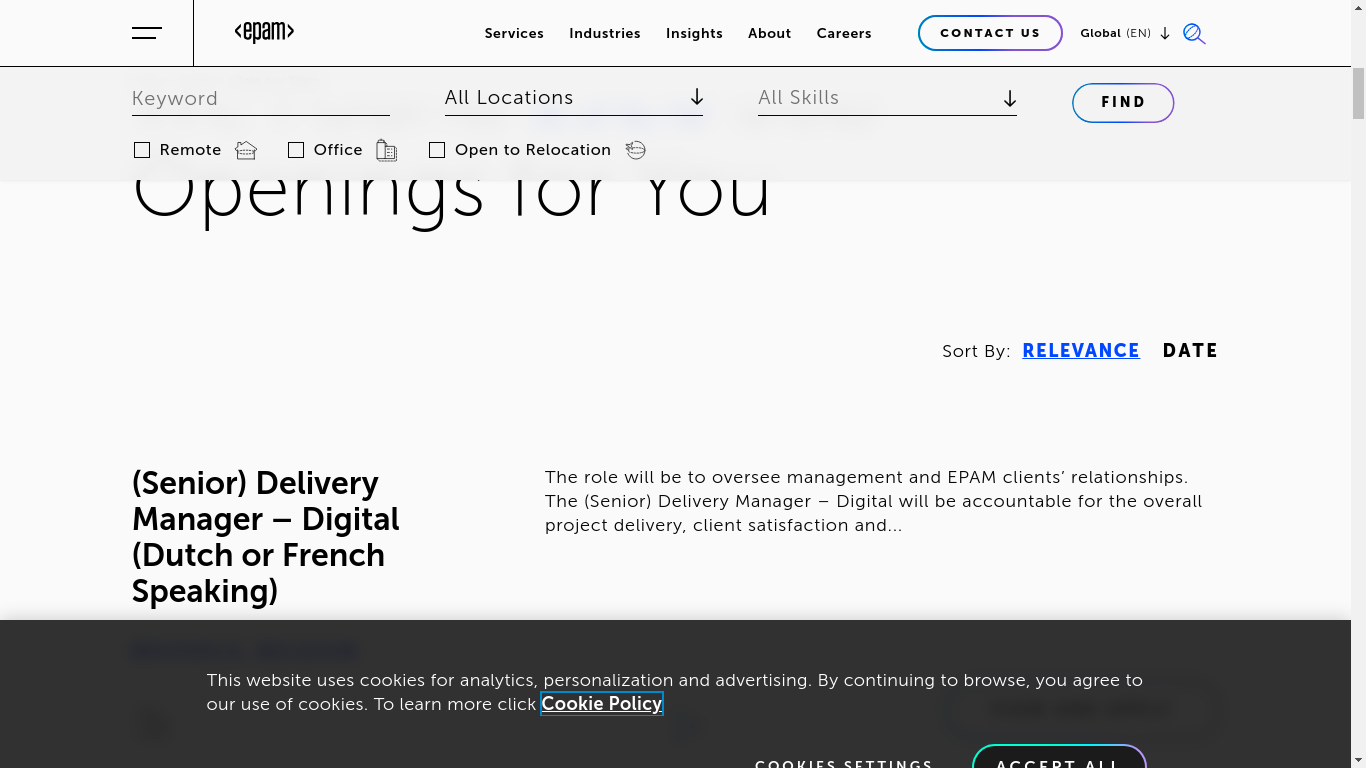 <epam>
Services
Industries
Insights
About
Careers
CONTACT US
Global (EN)
Keyword
All Locations
All Skills
FIND
Remote
Office
Open to Relocation
Openings for You
Sort By: RELEVANCE DATE
(Senior) Delivery
Manager – Digital
(Dutch or French
Speaking)
The role will be to oversee management and EPAM clients’ relationships.
The (Senior) Delivery Manager – Digital will be accountable for the overall
project delivery, client satisfaction and...
This website uses cookies for analytics, personalization and advertising. By continuing to browse, you agree to
our use of cookies. To learn more click Cookie Policy
COOKIES SETTINGS
ACCEPT ALL